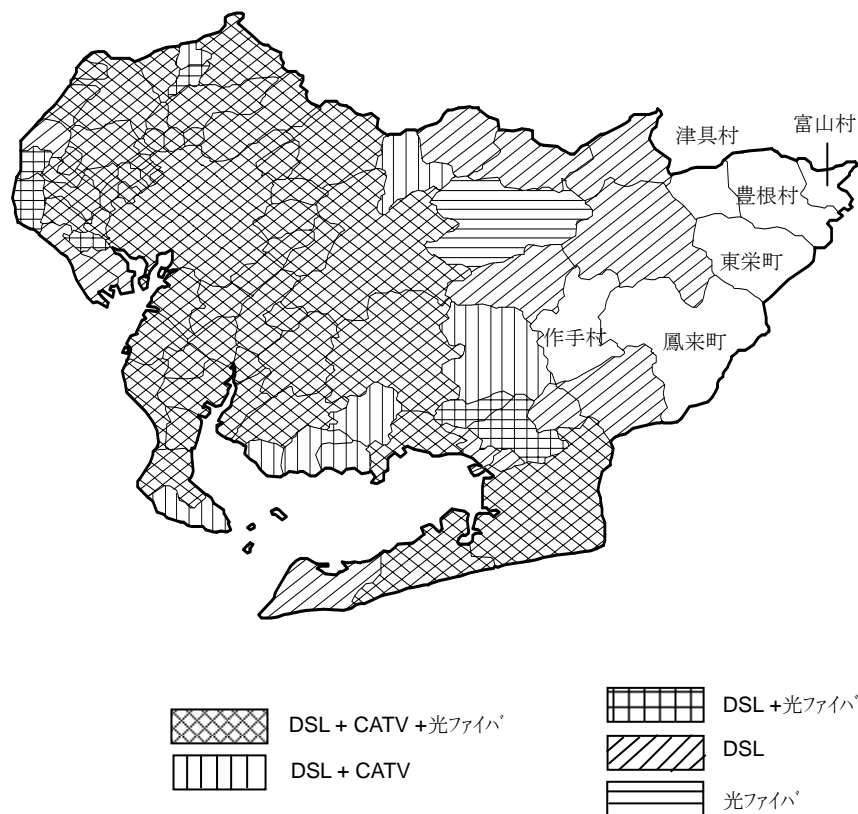 津具村
富山村
豊根村
東栄町
作手村
鳳来町
DSL + CATV +光ファイバ
DSL + CATV
DSL +光ファイバ
DSL
光ファイバ